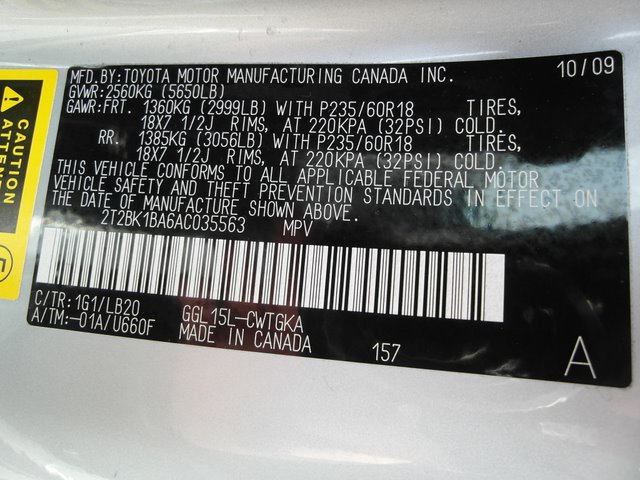 MFD.BY:TOYOTA MOTOR MANUFACTURING CANADA INC. 10/09
GVWR:2560KG (5650LB)
GAWR:FRT. 1360KG (2999LB) WITH P235/60R18 TIRES,
18X7 1/2J RIMS, AT 220KPA (32PSI) COLD.
RR. 1385KG (3056LB) WITH P235/60R18 TIRES,
18X7 1/2J RIMS, AT 220KPA (32PSI) COLD.
THIS VEHICLE CONFORMS TO ALL APPLICABLE FEDERAL MOTOR
VEHICLE SAFETY AND THEFT PREVENTION STANDARDS IN EFFECT ON
THE DATE OF MANUFACTURE SHOWN ABOVE.
2T2BK1BA6AC035563 MPV
C/TR:1G1/LB20 GGL15L-CWTGKA
A/TM:-01A/U660F MADE IN CANADA
157 A
CAUTION